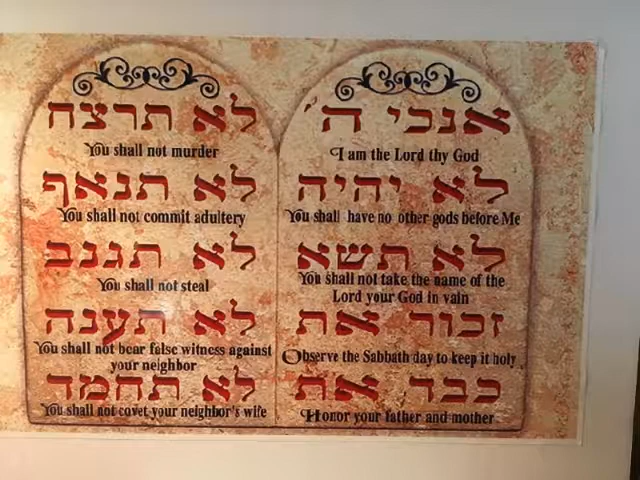 אנכי ה׳
I am the Lord thy God
לא יהיה
You shall have no other gods before Me
לא תשא
You shall not take the name of the
Lord your God in vain
זכור את
Observe the Sabbath day to keep it holy
כבד את
Honor your father and mother
לא תרצח
You shall not murder
לא תנאף
You shall not commit adultery
לא תגנב
You shall not steal
לא תענה
You shall not bear false witness against
your neighbor
לא תחמד
You shall not covet your neighbor's wife